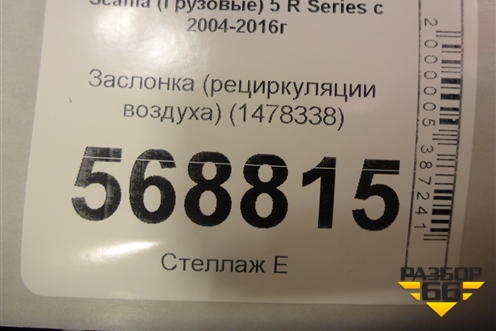 Scania (Грузовые) 5 R Series с
2004-2016г
Заслонка (рециркуляции
воздуха) (1478338)
568815
Стеллаж Е
2000005387241
РАЗБОР
66